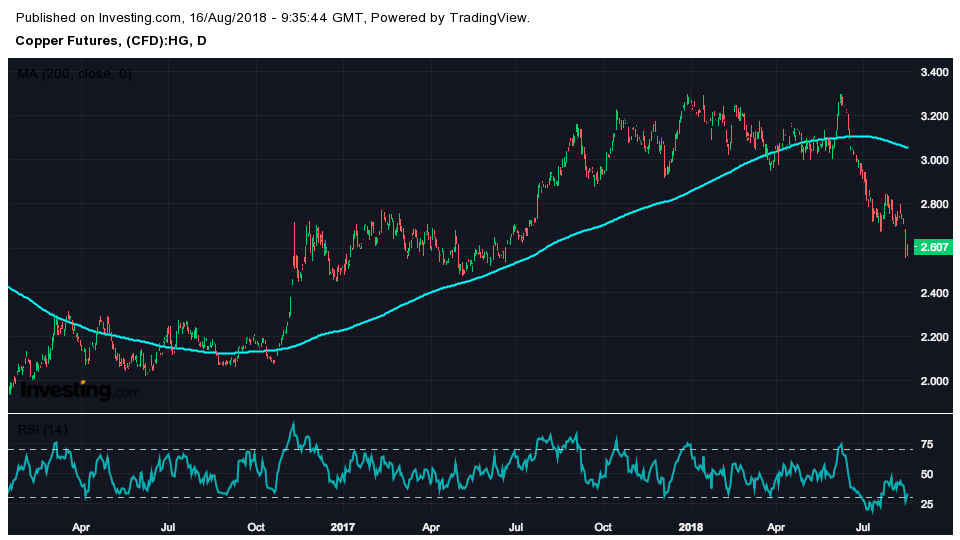 Published on Investing.com, 16/Aug/2018 - 9:35:44 GMT, Powered by TradingView.
Copper Futures, (CFD):HG, D
MA (200, close, 0)
3.400
3.200
3.000
2.800
2.607
2.400
2.200
2.000
Investing.com
RSI (14)
75
50
25
Apr Jul Oct 2017 Apr Jul Oct 2018 Apr Jul